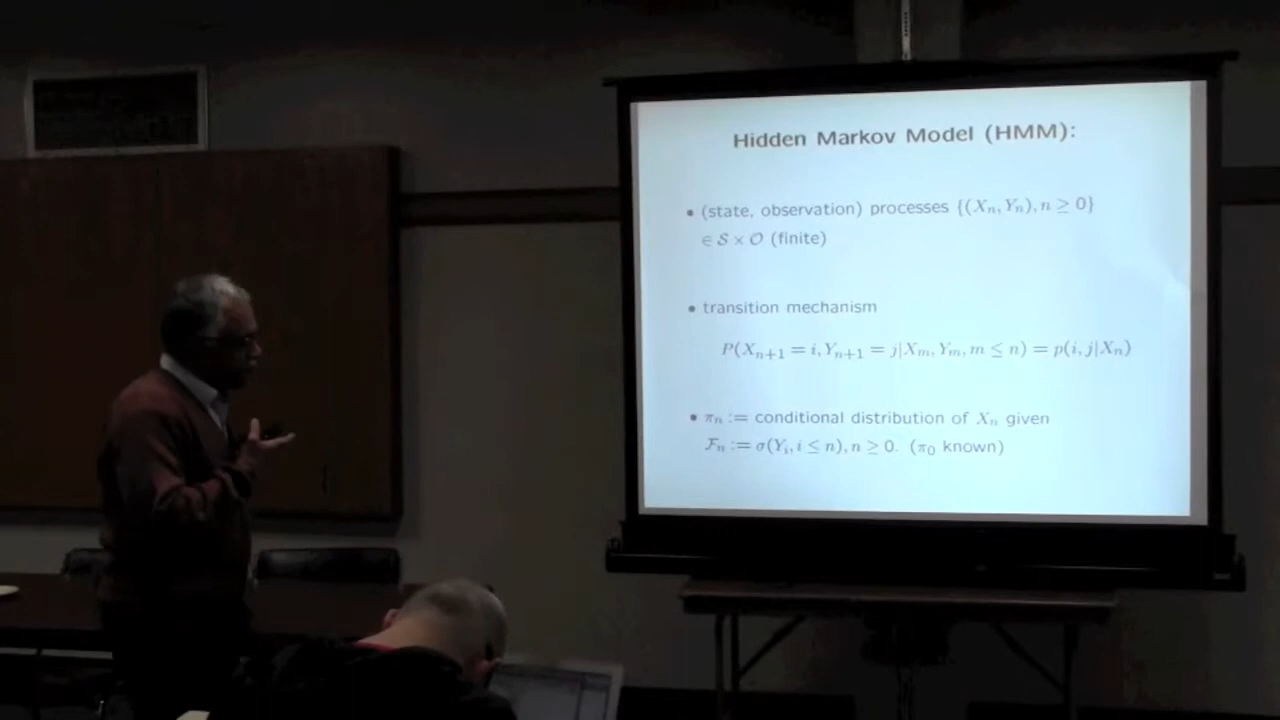 Hidden Markov Model (HMM):
• (state, observation) processes {(Xₙ, Yₙ), n ≥ 0}
∈ 𝒮 × 𝒪 (finite)
• transition mechanism
P(Xₙ₊₁ = i, Yₙ₊₁ = j|Xₘ, Yₘ, m ≤ n) = p(i, j|Xₙ)
• πₙ := conditional distribution of Xₙ given
ℱₙ := σ(Yᵢ, i ≤ n), n ≥ 0. (π₀ known)